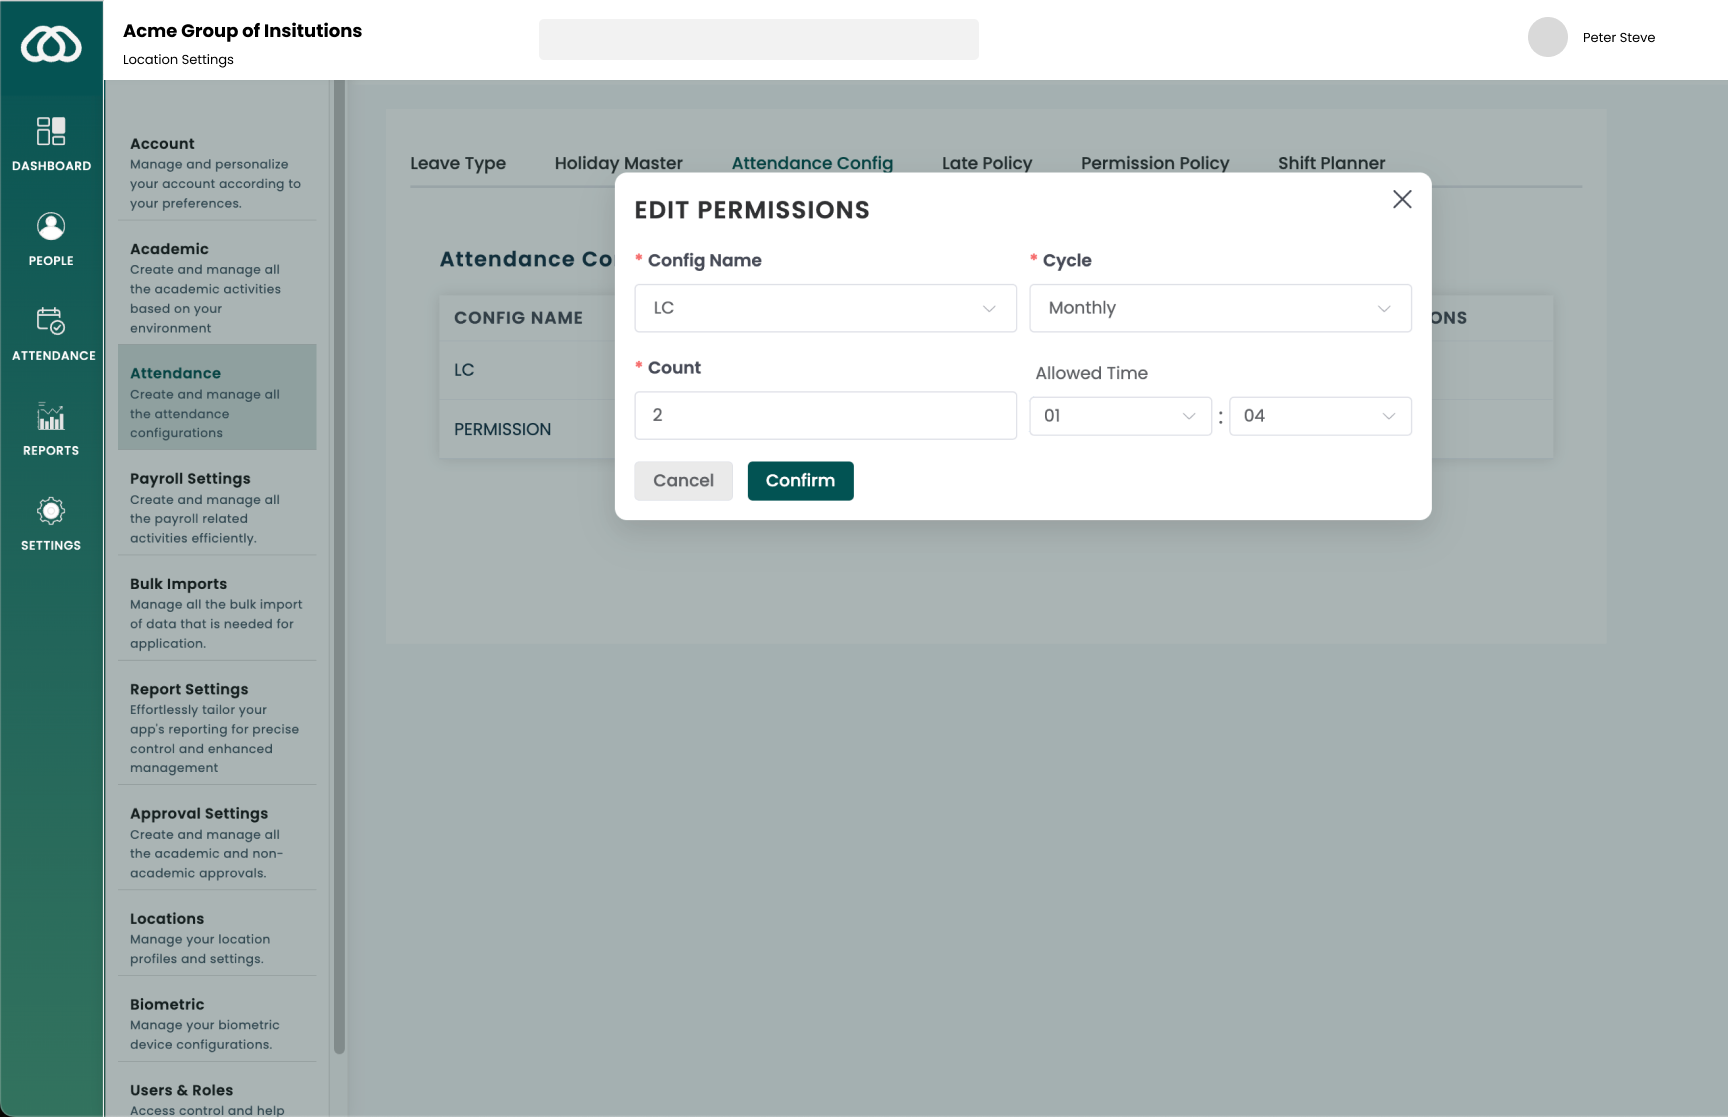 Acme Group of Insitutions
Location Settings
Peter Steve
DASHBOARD
PEOPLE
ATTENDANCE
REPORTS
SETTINGS
Account
Manage and personalize
your account according to
your preferences.
Academic
Create and manage all
the academic activities
based on your
environment
Attendance
Create and manage all
the attendance
configurations
Payroll Settings
Create and manage all
the payroll related
activities efficiently.
Bulk Imports
Manage all the bulk import
of data that is needed for
application.
Report Settings
Effortlessly tailor your
app's reporting for precise
control and enhanced
management
Approval Settings
Create and manage all
the academic and non-
academic approvals.
Locations
Manage your location
profiles and settings.
Biometric
Manage your biometric
device configurations.
Users & Roles
Access control and help
Leave Type Holiday Master Attendance Config Late Policy Permission Policy Shift Planner
Attendance Co
CONFIG NAME ONS
LC
PERMISSION
EDIT PERMISSIONS
* Config Name * Cycle
LC Monthly
* Count Allowed Time
2 01 : 04
Cancel Confirm